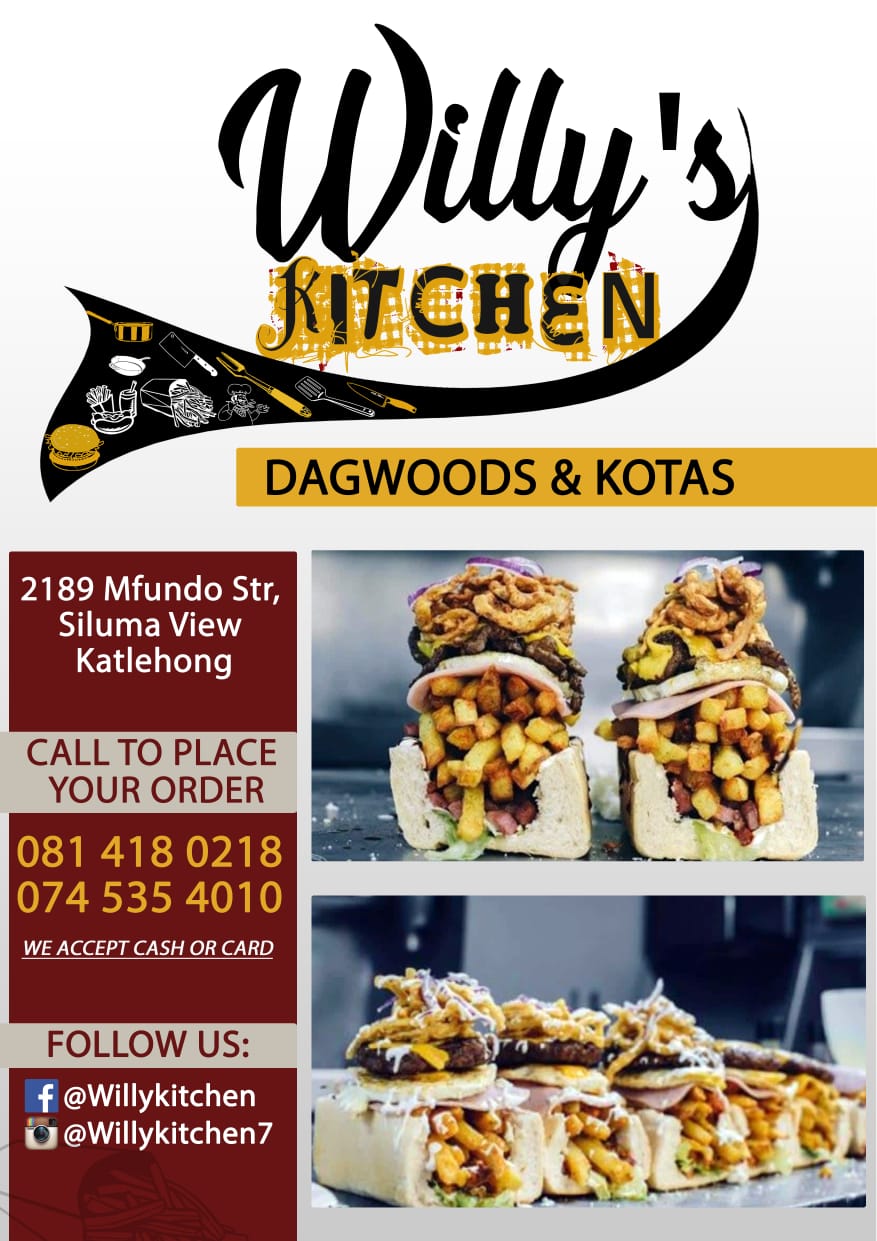 Willy's
KITCHEN
DAGWOODS & KOTAS
2189 Mfundo Str,
Siluma View
Katlehong
CALL TO PLACE
YOUR ORDER
081 418 0218
074 535 4010
WE ACCEPT CASH OR CARD
FOLLOW US:
@Willykitchen
@Willykitchen7